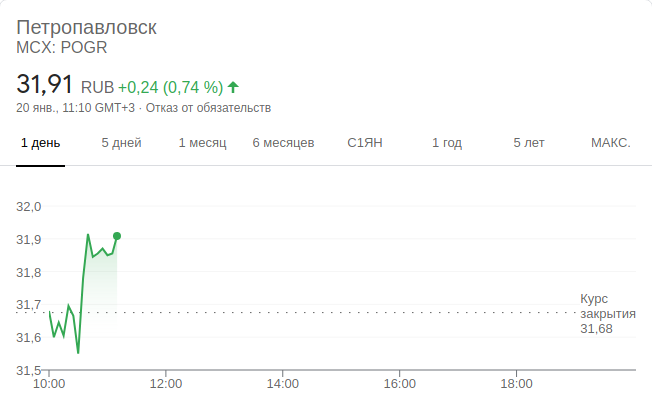 Петропавловск
MCX: POGR
31,91 RUB +0,24 (0,74 %)
20 янв., 11:10 GMT+3 · Отказ от обязательств
1 день 5 дней 1 месяц 6 месяцев С1ЯН 1 год 5 лет МАКС.
32,0
31,9
31,8
31,7
31,6
31,5
Курс
закрытия
31,68
10:00 12:00 14:00 16:00 18:00